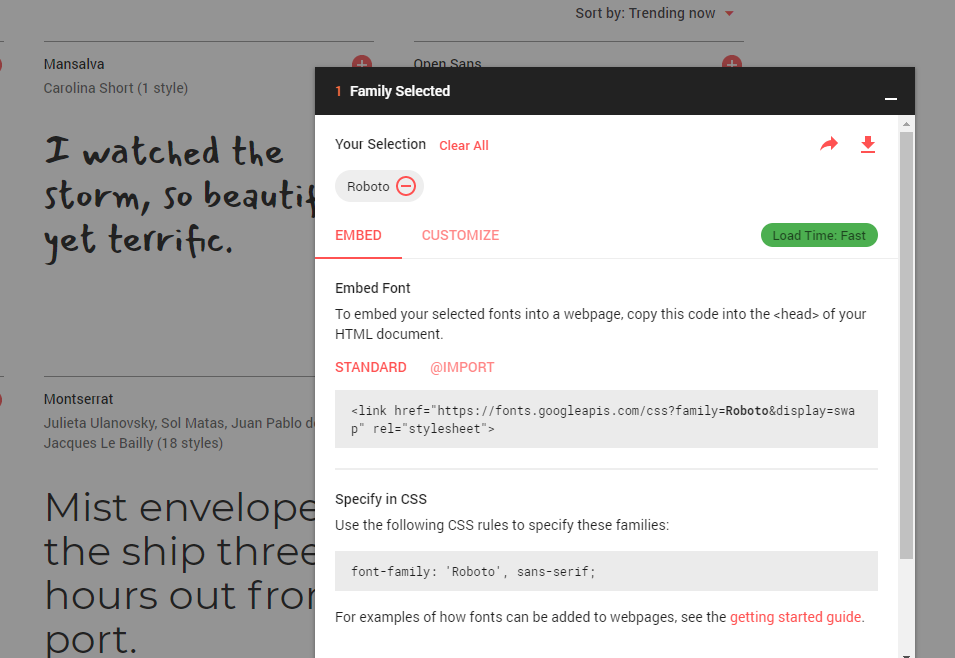 Sort by: Trending now
Mansalva
Carolina Short (1 style)
I watched the
storm, so beautif
yet terrific.
Open Sans
Montserrat
Julieta Ulanovsky, Sol Matas, Juan Pablo d
Jacques Le Bailly (18 styles)
Mist envelope
the ship three
hours out from
port.
1 Family Selected
Your Selection Clear All
Roboto
EMBED CUSTOMIZE Load Time: Fast
Embed Font
To embed your selected fonts into a webpage, copy this code into the <head> of your
HTML document.
STANDARD @IMPORT
<link href="https://fonts.googleapis.com/css?family=Roboto&display=swa
p" rel="stylesheet">
Specify in CSS
Use the following CSS rules to specify these families:
font-family: 'Roboto', sans-serif;
For examples of how fonts can be added to webpages, see the getting started guide.